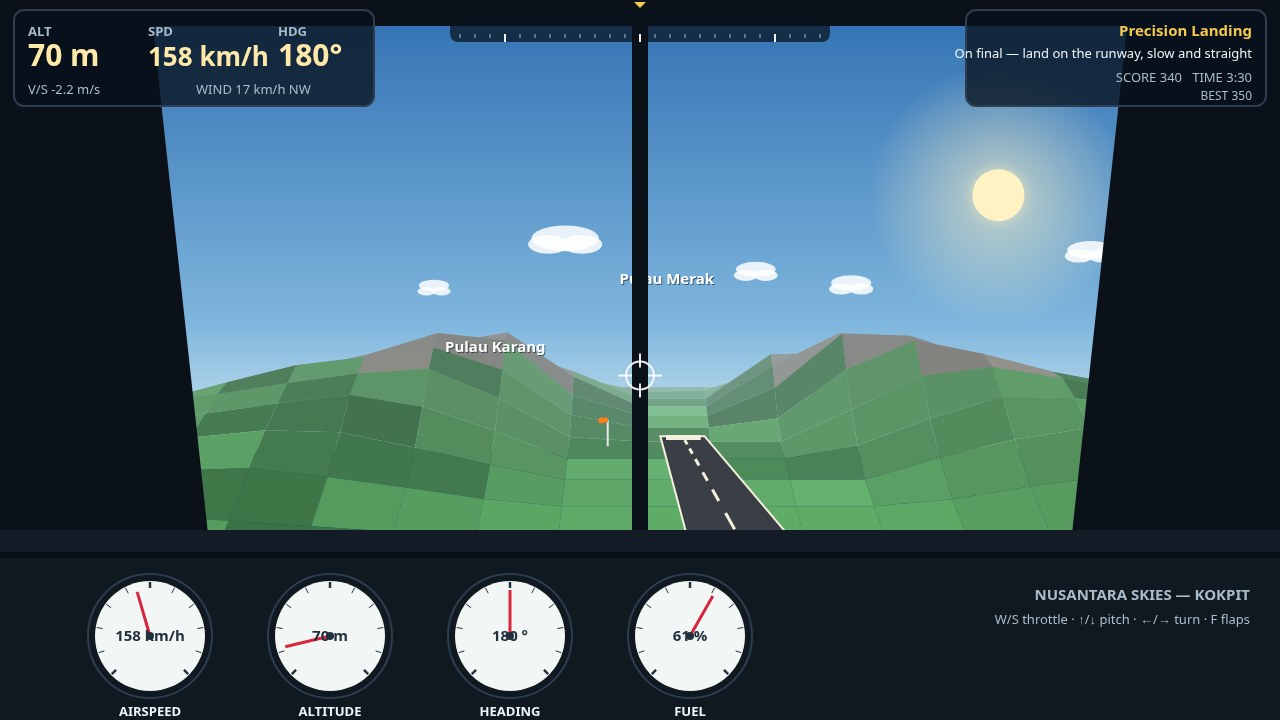 ALT SPD HDG
70 m 158 km/h 180°
V/S -2.2 m/s WIND 17 km/h NW
Precision Landing
On final — land on the runway, slow and straight
SCORE 340 TIME 3:30
BEST 350
Pulau Merak
Pulau Karang
NUSANTARA SKIES — KOKPIT
W/S throttle · ↑/↓ pitch · ←/→ turn · F flaps
158 km/h 70 m 180 ° 61 %
AIRSPEED ALTITUDE HEADING FUEL